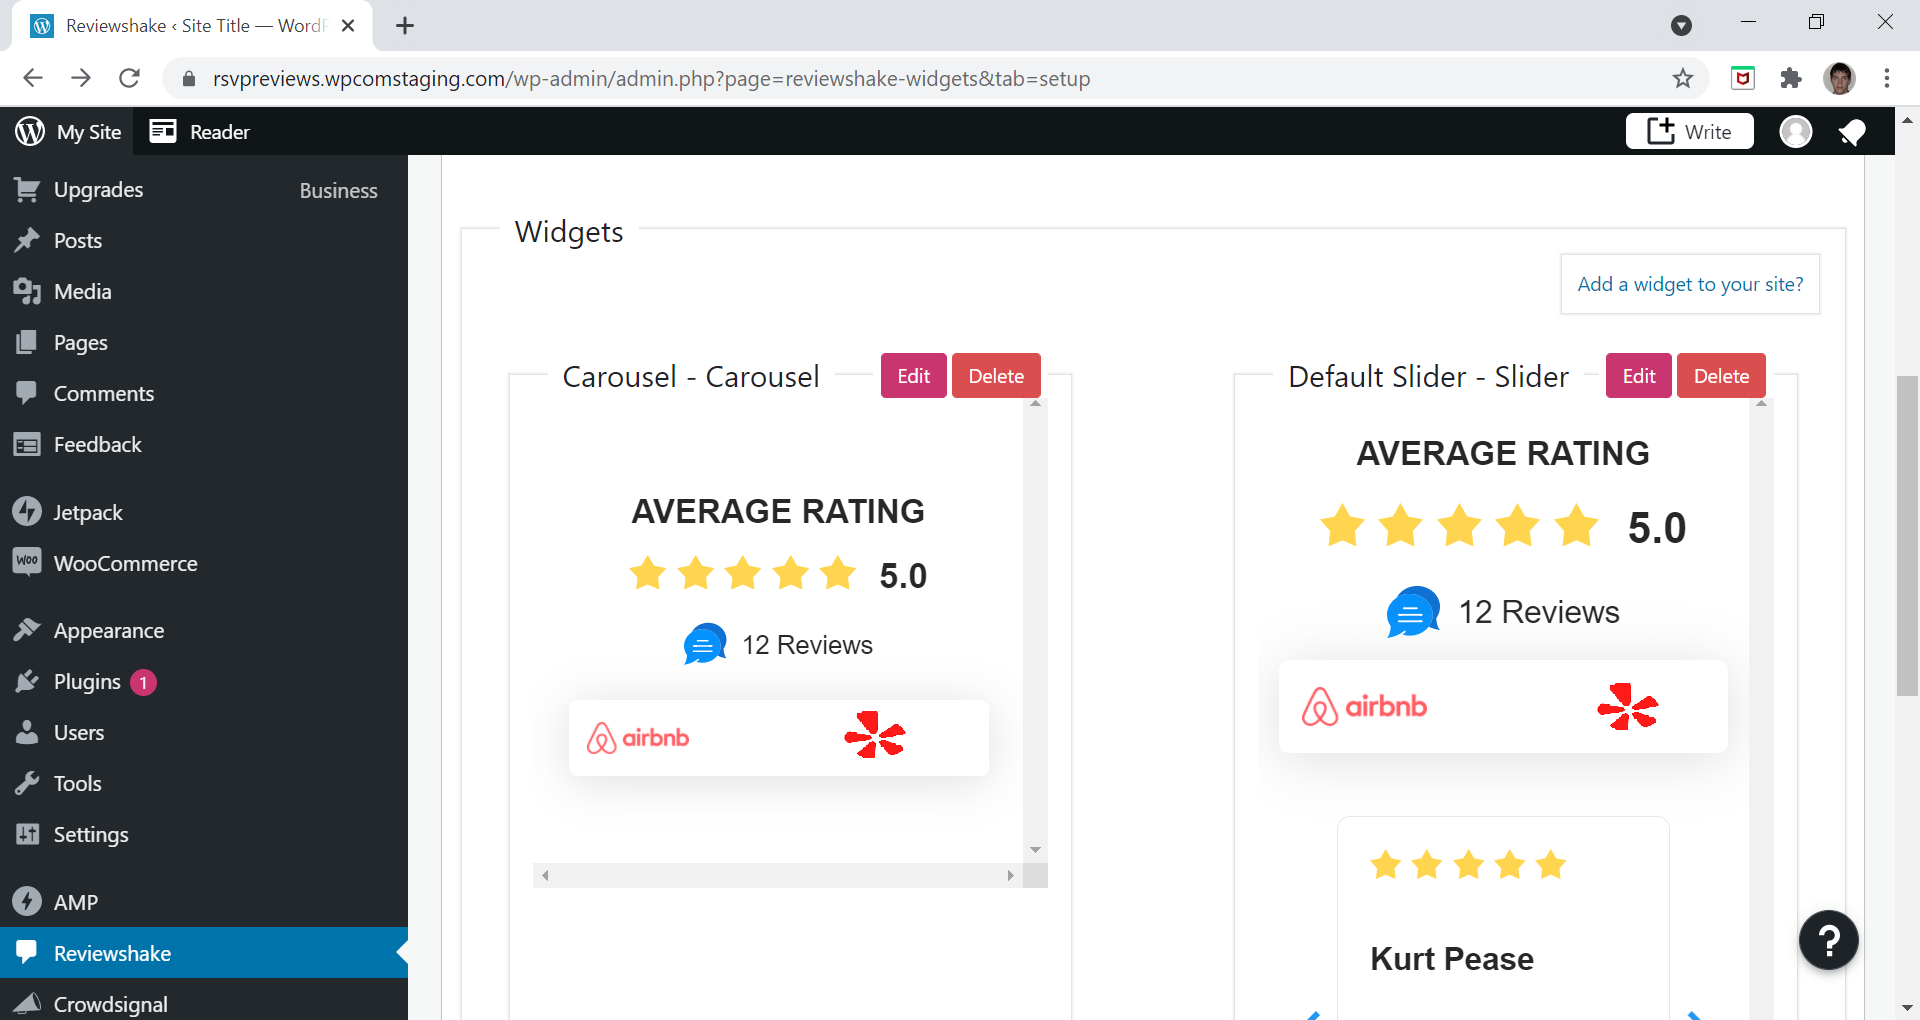 Reviewshake ‹ Site Title — WordP
rsvpreviews.wpcomstaging.com/wp-admin/admin.php?page=reviewshake-widgets&tab=setup
My Site
Reader
Write
Upgrades
Business
Posts
Media
Pages
Comments
Feedback
Jetpack
Woo
WooCommerce
Appearance
Plugins 1
Users
Tools
Settings
AMP
Reviewshake
Crowdsignal
Widgets
Add a widget to your site?
Carousel - Carousel
Edit
Delete
AVERAGE RATING
5.0
12 Reviews
airbnb
Default Slider - Slider
Edit
Delete
AVERAGE RATING
5.0
12 Reviews
airbnb
Kurt Pease
?